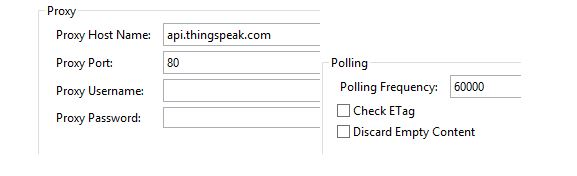 Proxy
Proxy Host Name: api.thingspeak.com
Proxy Port: 80
Proxy Username:
Proxy Password:
Polling
Polling Frequency: 60000
Check ETag
Discard Empty Content